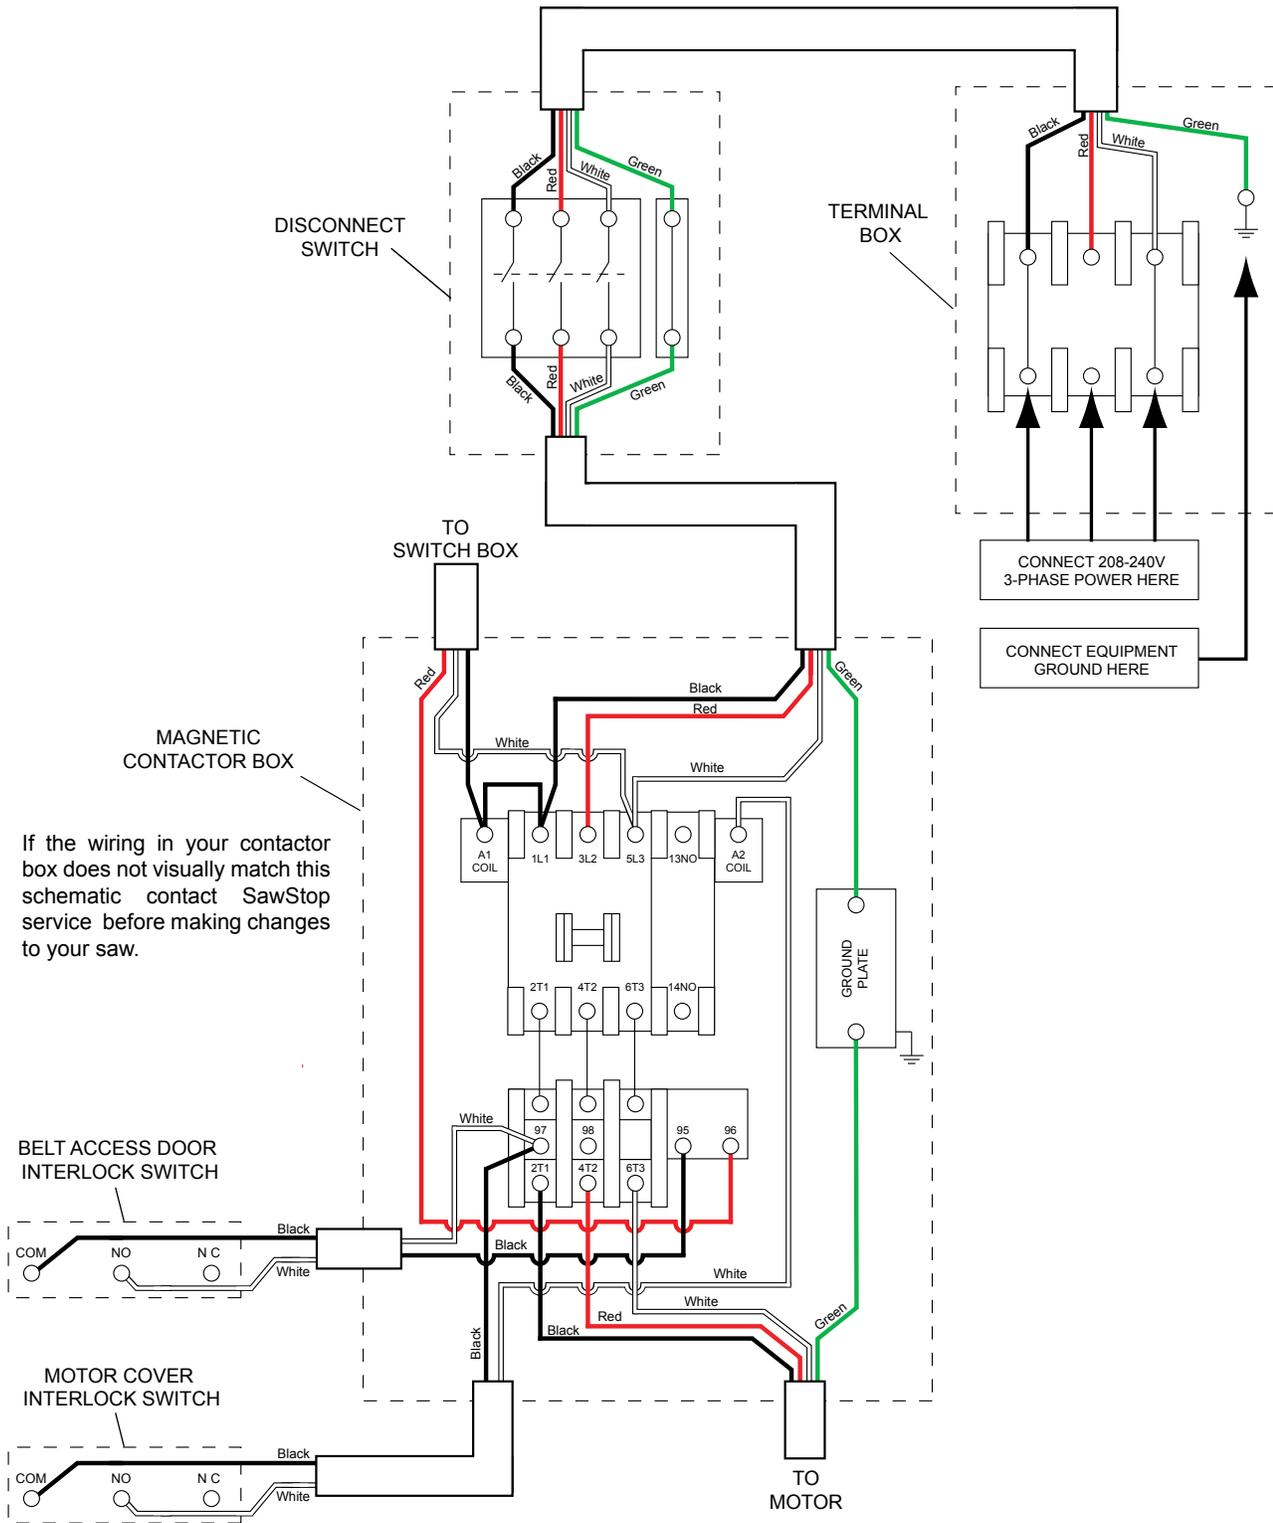 Black
Red
White
Green
Black
Red
White
Green
DISCONNECT
SWITCH
TERMINAL
BOX
Black
Red
White
Green
TO
SWITCH BOX
CONNECT 208-240V
3-PHASE POWER HERE
CONNECT EQUIPMENT
GROUND HERE
Red
Green
Black
Red
White
White
MAGNETIC
CONTACTOR BOX
If the wiring in your contactor
box does not visually match this
schematic contact SawStop
service before making changes
to your saw.
A1
COIL
1L1
3L2
5L3
13NO
A2
COIL
GROUND
PLATE
2T1
4T2
6T3
14NO
White
97
98
95
96
2T1
4T2
6T3
BELT ACCESS DOOR
INTERLOCK SWITCH
COM
NO
N C
Black
White
Black
White
White
Red
Black
Green
Black
MOTOR COVER
INTERLOCK SWITCH
COM
NO
N C
Black
White
TO
MOTOR